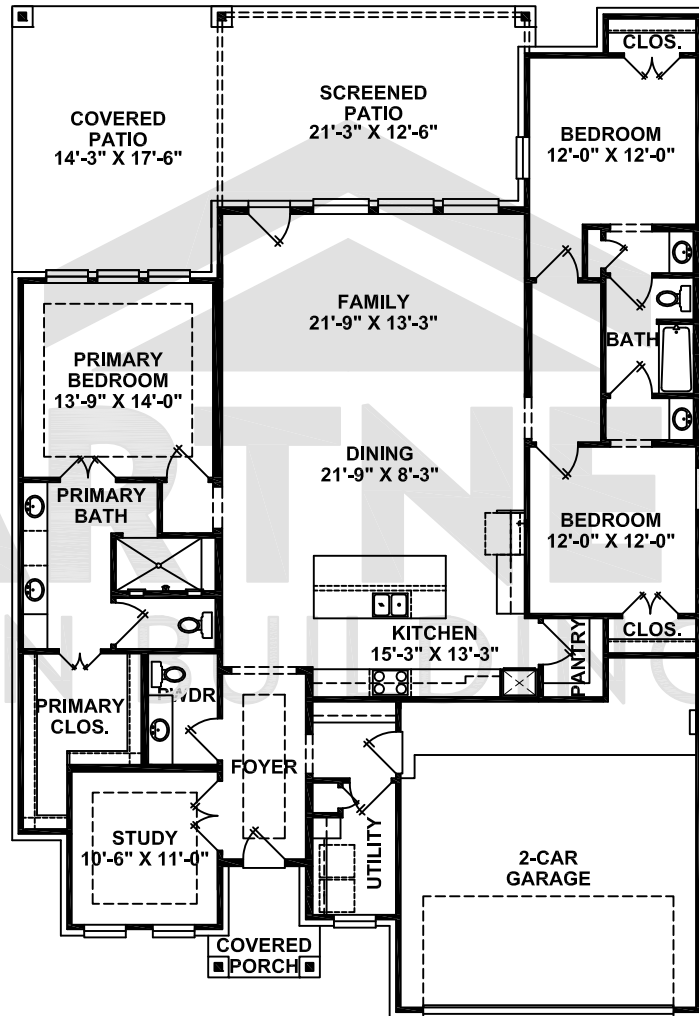 CLOS.
COVERED
PATIO
14'-3" X 17'-6"
SCREENED
PATIO
21'-3" X 12'-6"
BEDROOM
12'-0" X 12'-0"
FAMILY
21'-9" X 13'-3"
BATH
PRIMARY
BEDROOM
13'-9" X 14'-0"
DINING
21'-9" X 8'-3"
PRIMARY
BATH
BEDROOM
12'-0" X 12'-0"
KITCHEN
15'-3" X 13'-3"
PANTRY
CLOS.
PRIMARY
CLOS.
PWDR
FOYER
STUDY
10'-6" X 11'-0"
UTILITY
2-CAR
GARAGE
COVERED
PORCH
ARTNE
N BUILDING